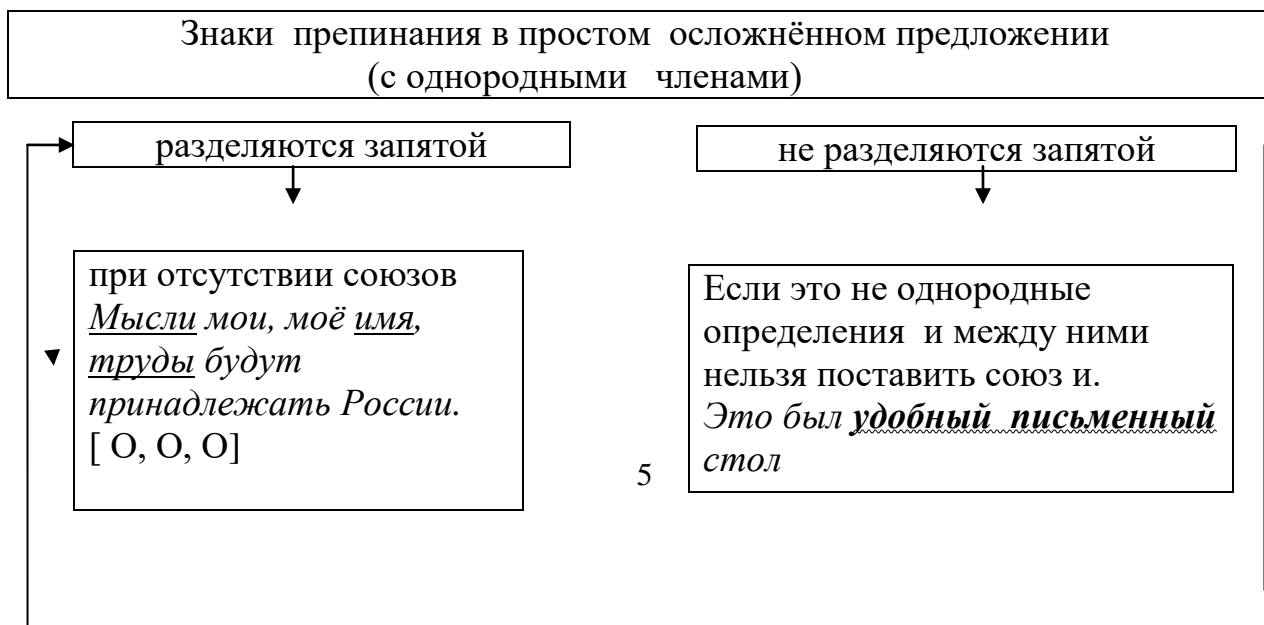 Знаки препинания в простом осложнённом предложении
(с однородными членами)
разделяются запятой
не разделяются запятой
при отсутствии союзов
Мысли мои, моё имя,
труды будут
принадлежать России.
[ О, О, О]
Если это не однородные
определения и между ними
нельзя поставить союз и.
Это был удобный письменный
стол
5